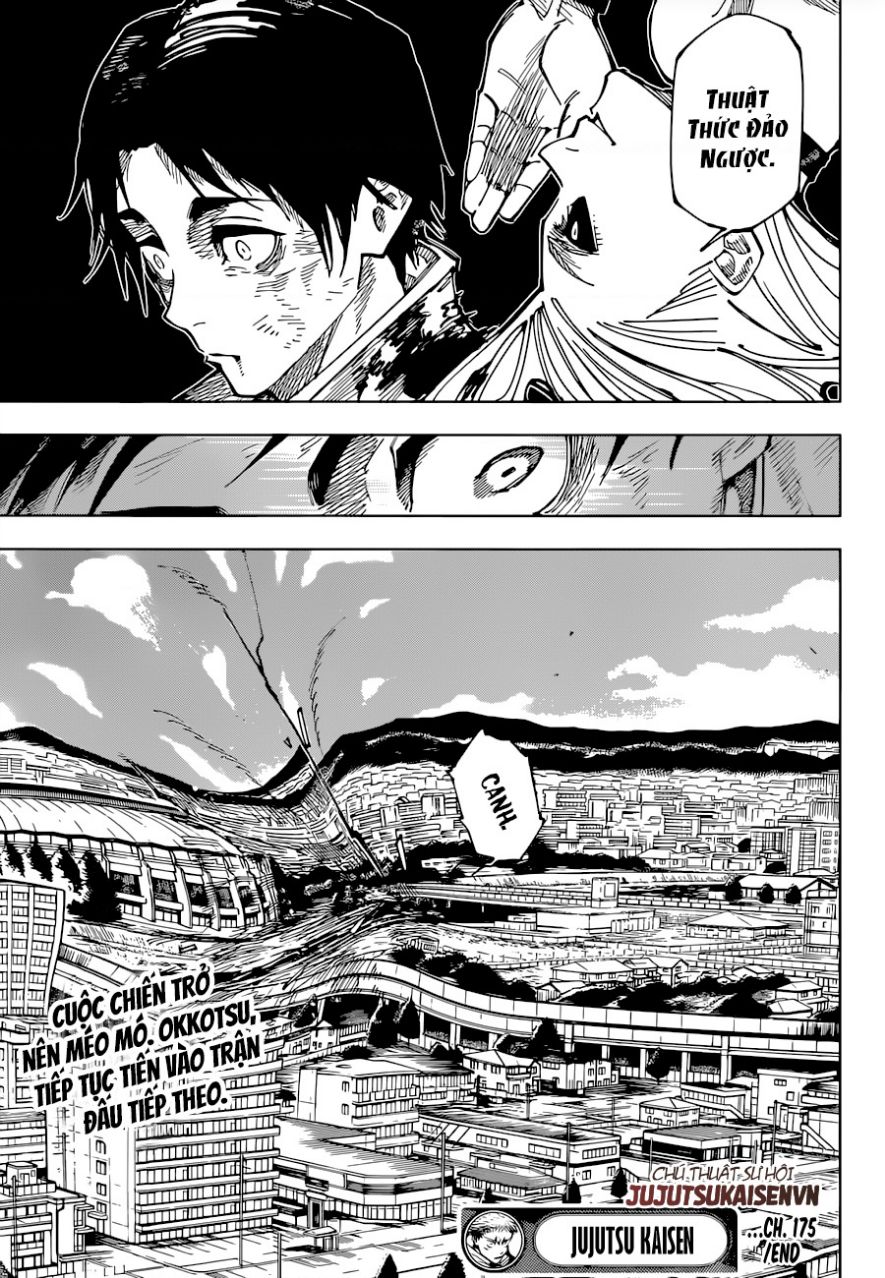 THUẬT
THỨC ĐẢO
NGƯỢC.
CANH.
CUỘC CHIẾN TRỞ
NÊN MÉO MÓ. OKKOTSU,
TIẾP TỤC TIẾN VÀO TRẬN
ĐẤU TIẾP THEO.
CHÚ THUẬT SƯ HỘI
JUJUTSUKAISENVN
JUJUTSU KAISEN
...CH. 175
/END